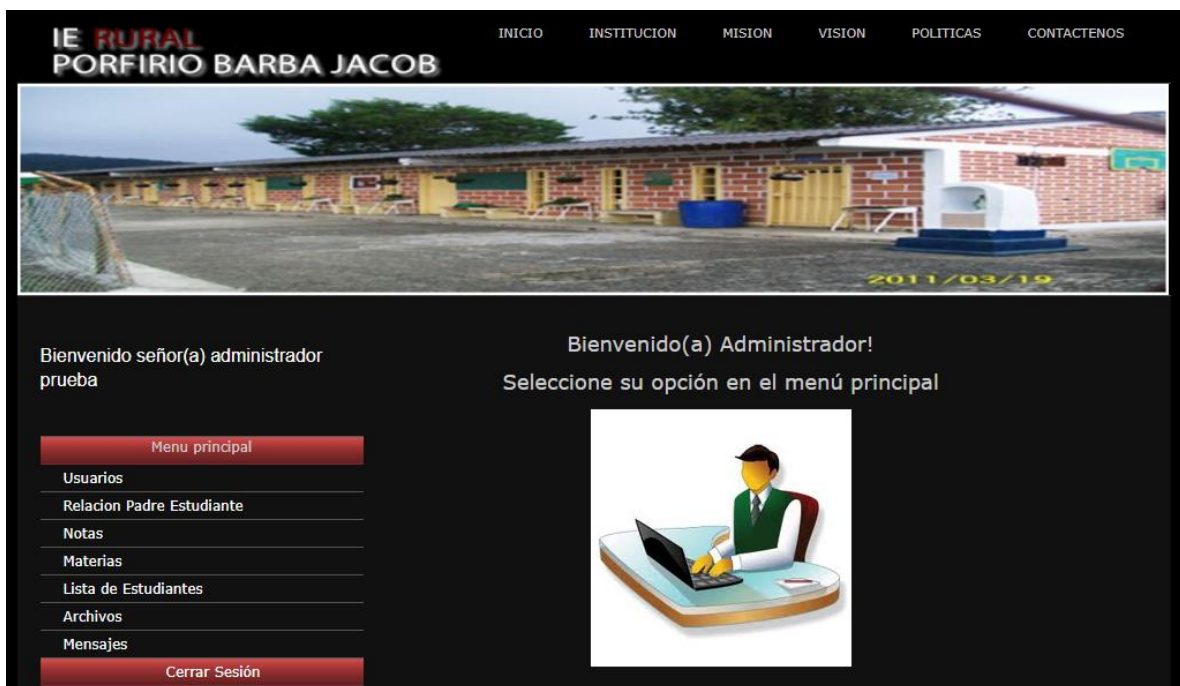 IE RURAL
PORFIRIO BARBA JACOB
INICIO INSTITUCION MISION VISION POLITICAS CONTACTENOS
2011/03/19
Bienvenido señor(a) administrador
prueba
Menu principal
Usuarios
Relacion Padre Estudiante
Notas
Materias
Lista de Estudiantes
Archivos
Mensajes
Cerrar Sesión
Bienvenido(a) Administrador!
Seleccione su opción en el menú principal